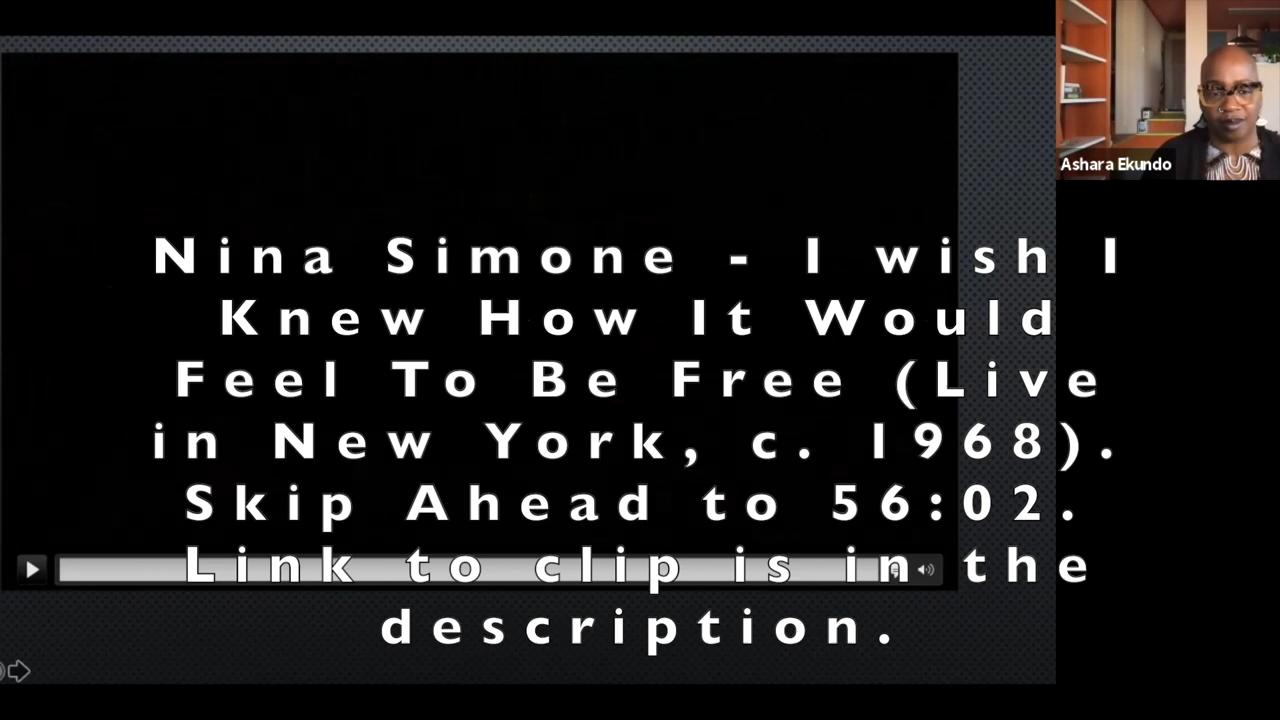 Ashara Ekundo
Nina Simone - I wish I
Knew How It Would
Feel To Be Free (Live
in New York, c. 1968).
Skip Ahead to 56:02.
Link to clip is in the
description.